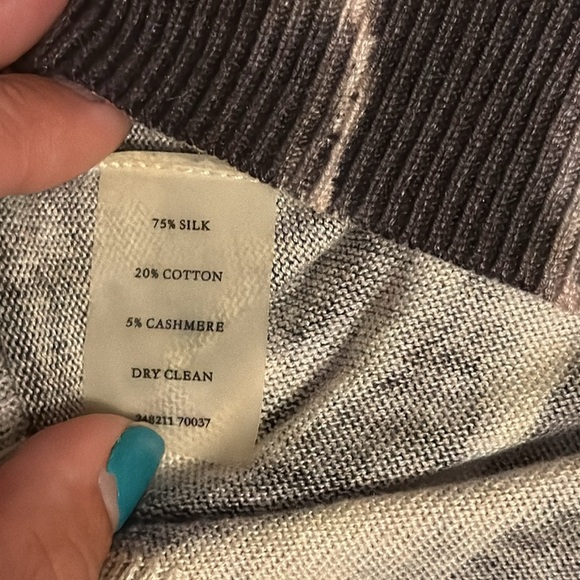 75% SILK
20% COTTON
5% CASHMERE
DRY CLEAN
248211 70037